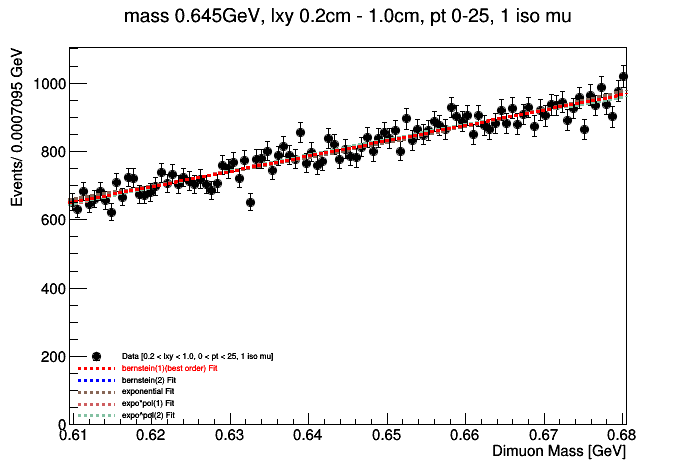 mass 0.645GeV, lxy 0.2cm - 1.0cm, pt 0-25, 1 iso mu
Events/ 0.0007095 GeV
1000
800
600
400
200
0
Data [0.2 < lxy < 1.0, 0 < pt < 25, 1 iso mu]
bernstein(1)(best order) Fit
bernstein(2) Fit
exponential Fit
expo*pol(1) Fit
expo*pol(2) Fit
0.61 0.62 0.63 0.64 0.65 0.66 0.67 0.68
Dimuon Mass [GeV]